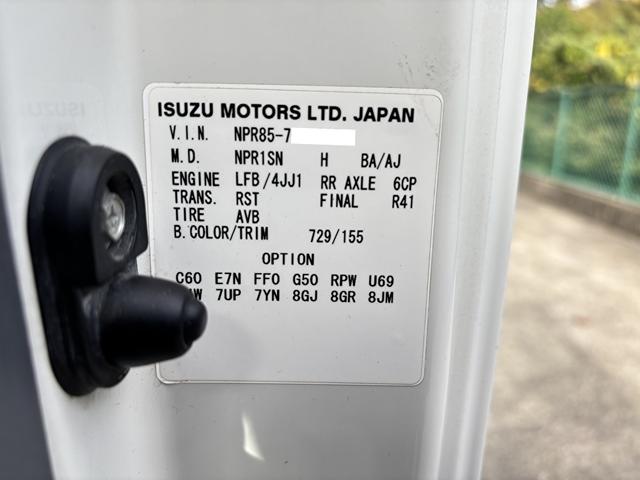 ISUZU MOTORS LTD. JAPAN
V.I.N. NPR85-7
M.D. NPR1SN H BA/AJ
ENGINE LFB/4JJ1 RR AXLE 6CP
TRANS. RST FINAL R41
TIRE AVB
B.COLOR/TRIM 729/155
OPTION
C60 E7N FF0 G50 RPW U69
7UP 7YN 8GJ 8GR 8JM